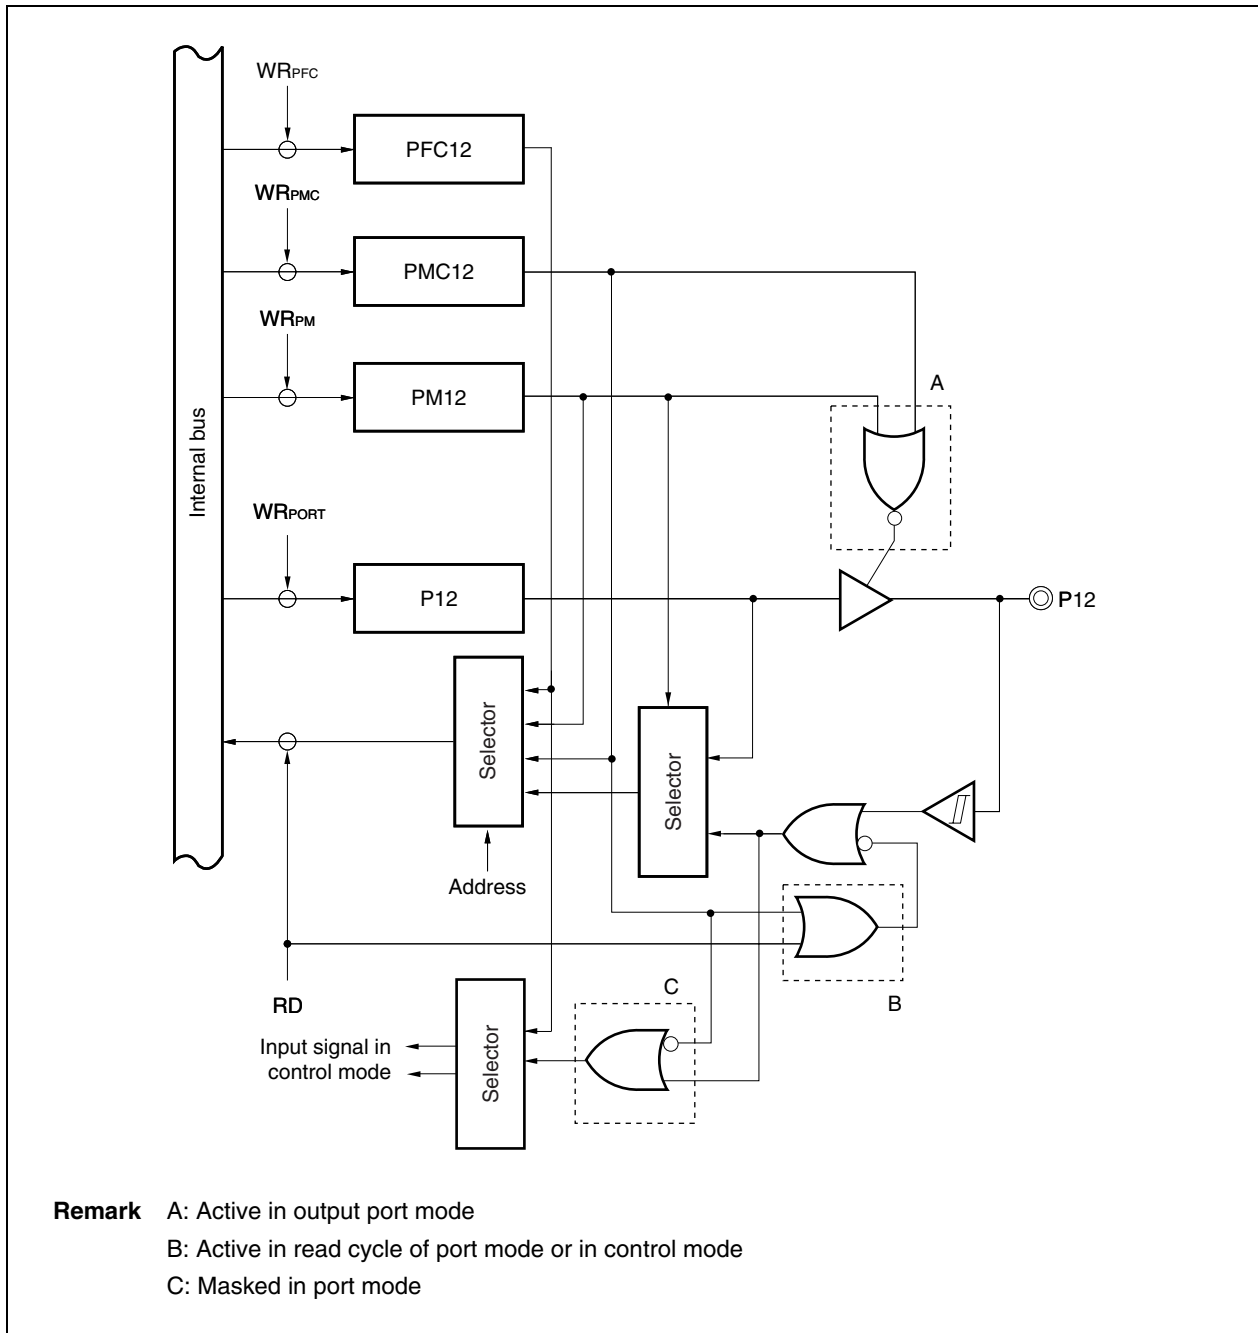 WRPFC
PFC12
WRPMC
PMC12
WRPM
PM12
A
Internal bus
WRPORT
P12
P12
Selector
Selector
Address
RD
B
C
Input signal in
control mode
Selector
Remark A: Active in output port mode
B: Active in read cycle of port mode or in control mode
C: Masked in port mode